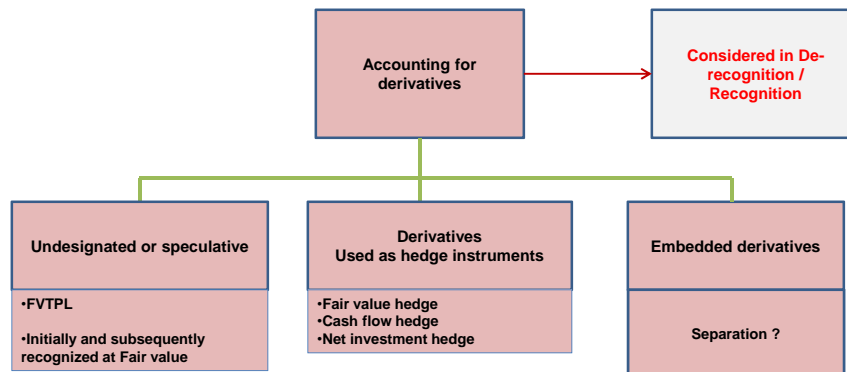 Accounting for
derivatives
Considered in De-
recognition /
Recognition
Undesignated or speculative
•FVTPL
•Initially and subsequently
recognized at Fair value
Derivatives
Used as hedge instruments
•Fair value hedge
•Cash flow hedge
•Net investment hedge
Embedded derivatives
Separation ?